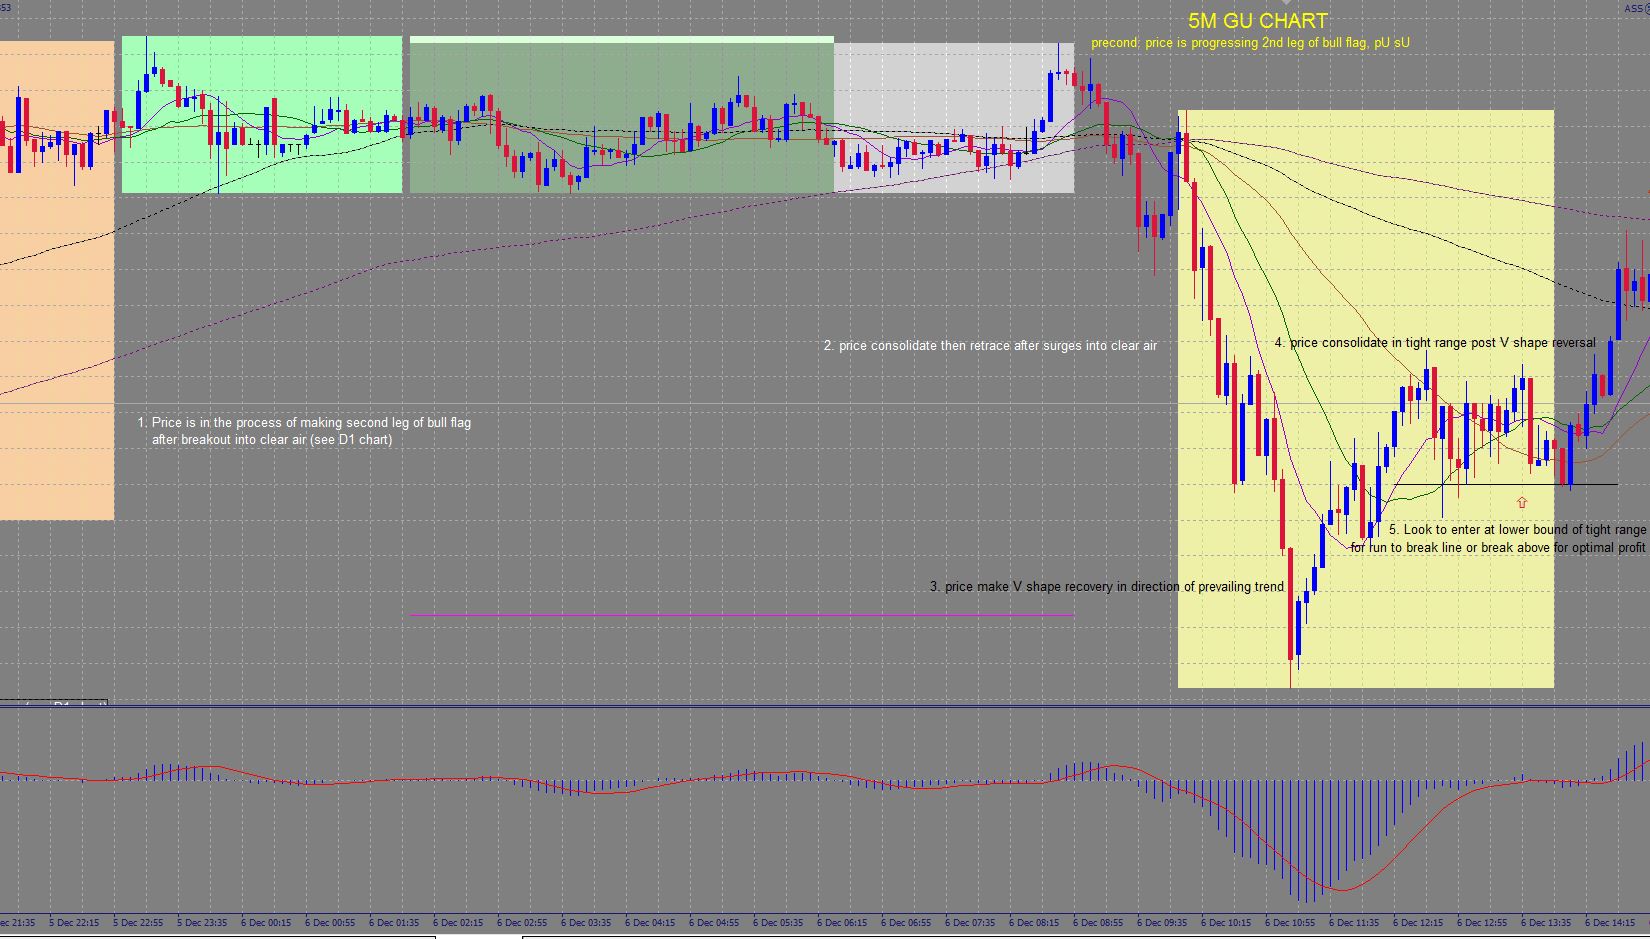 353
ASS
5M GU CHART
precond: price is progressing 2nd leg of bull flag, pU sU
2. price consolidate then retrace after surges into clear air
4. price consolidate in tight range post V shape reversal
1. Price is in the process of making second leg of bull flag
after breakout into clear air (see D1 chart)
5. Look to enter at lower bound of tight range
for run to break line or break above for optimal profit
3. price make V shape recovery in direction of prevailing trend
ec 21:35 5 Dec 22:15 5 Dec 22:55 5 Dec 23:35 6 Dec 00:15 6 Dec 00:55 6 Dec 01:35 6 Dec 02:15 6 Dec 02:55 6 Dec 03:35 6 Dec 04:15 6 Dec 04:55 6 Dec 05:35 6 Dec 06:15 6 Dec 06:55 6 Dec 07:35 6 Dec 08:15 6 Dec 08:55 6 Dec 09:35 6 Dec 10:15 6 Dec 10:55 6 Dec 11:35 6 Dec 12:15 6 Dec 12:55 6 Dec 13:35 6 Dec 14:15